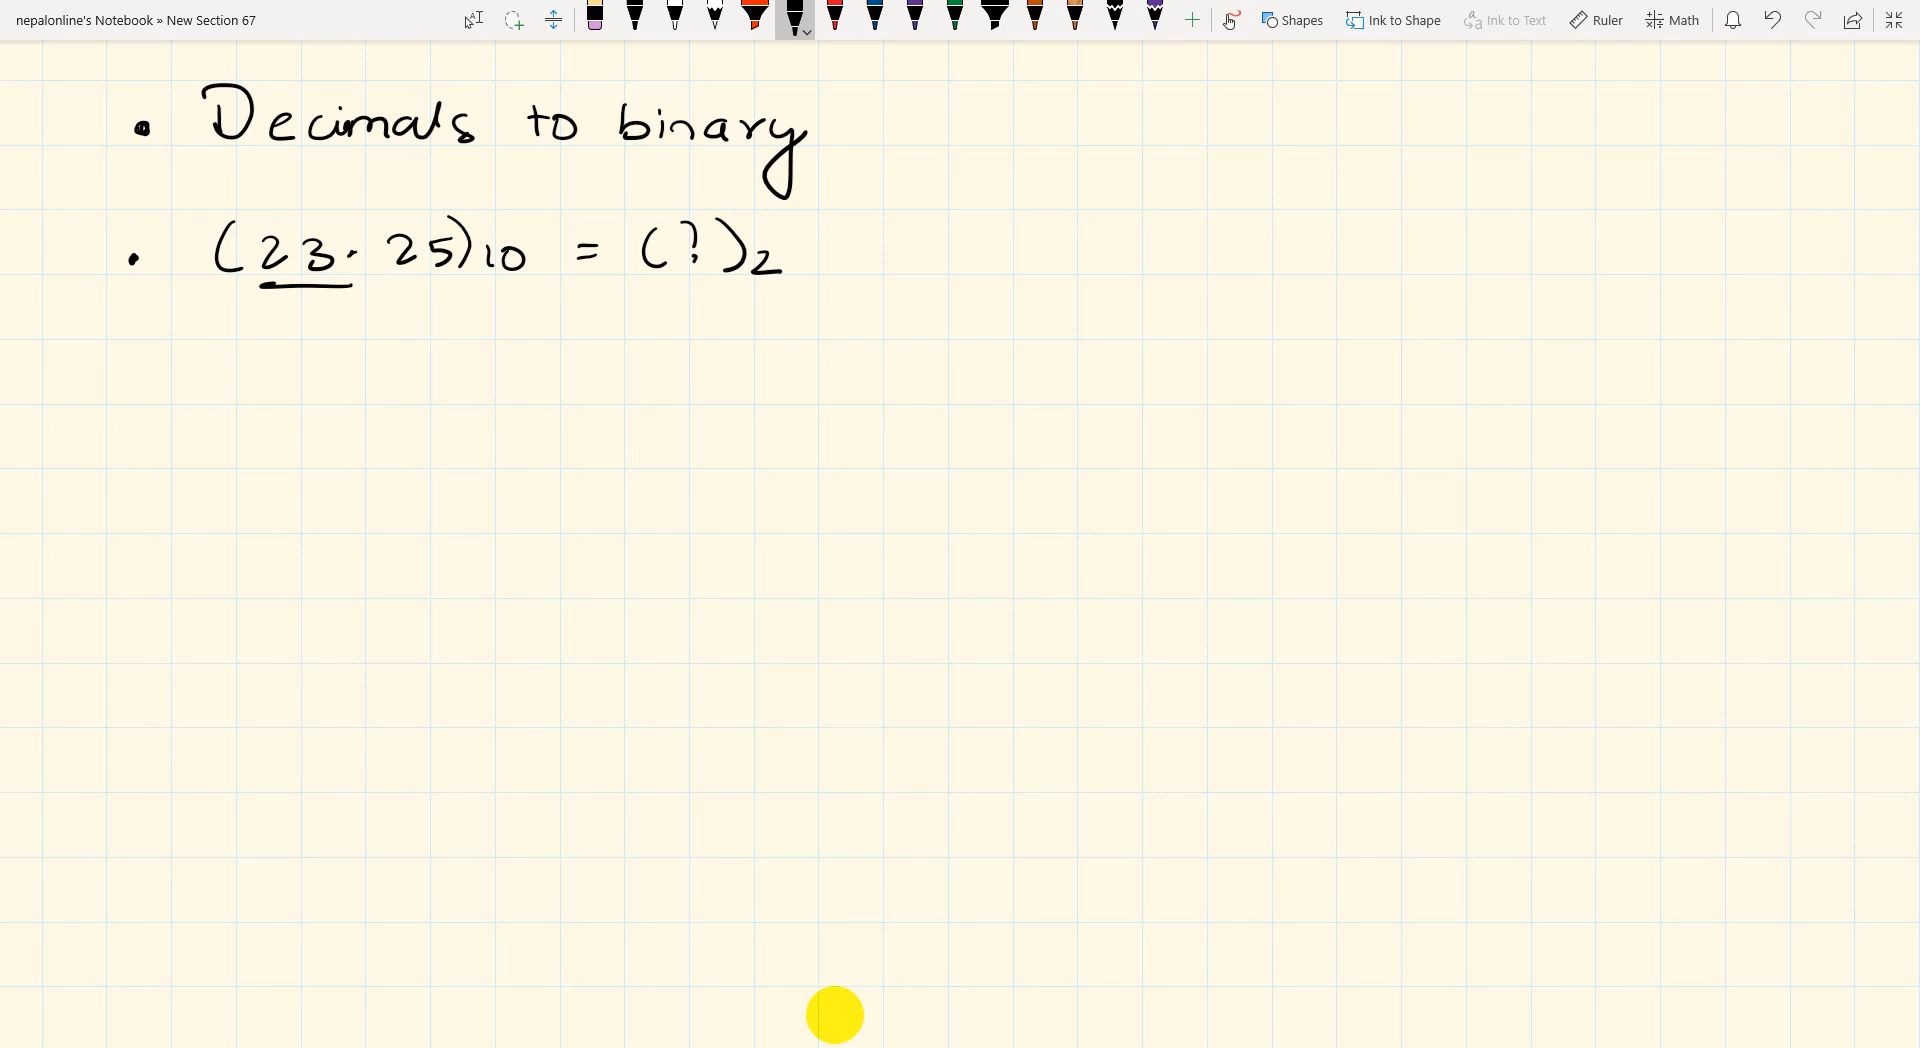 nepalonline's Notebook » New Section 67
Shapes
Ink to Shape
Ink to Text
Ruler
Math
• Decimals to binary
• (23.25)10 = (?)2